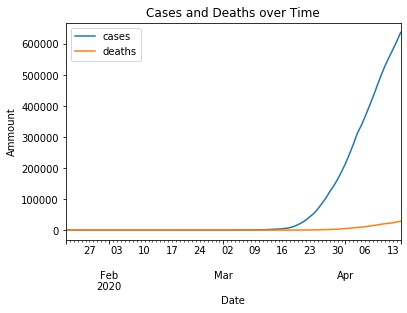 Cases and Deaths over Time
cases
deaths
Ammount
600000
500000
400000
300000
200000
100000
0
27 03 10 17 24 02 09 16 23 30 06 13
Feb Mar Apr
2020
Date